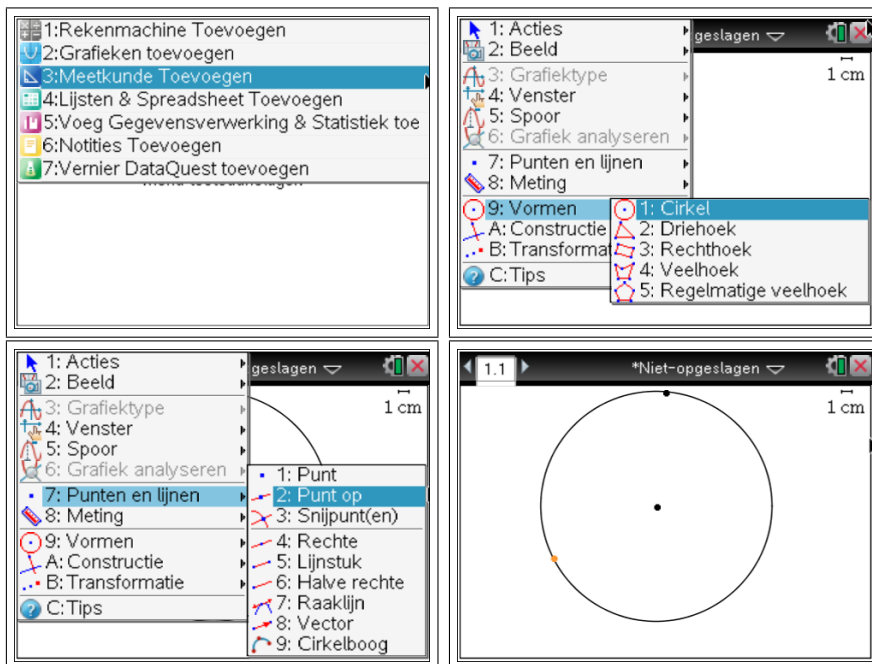 1:Rekenmachine Toevoegen
2:Grafieken toevoegen
3:Meetkunde Toevoegen
4:Lijsten & Spreadsheet Toevoegen
5:Voeg Gegevensverwerking & Statistiek toe
6:Notities Toevoegen
7:Vernier DataQuest toevoegen
1: Acties
2: Beeld
3: Grafiektype
4: Venster
5: Spoor
6: Grafiek analyseren
7: Punten en lijnen
8: Meting
9: Vormen
A: Constructie
B: Transformat
C:Tips
geslagen
1 cm
1: Cirkel
2: Driehoek
3: Rechthoek
4: Veelhoek
5: Regelmatige veelhoek
1: Acties
2: Beeld
3: Grafiektype
4: Venster
5: Spoor
6: Grafiek analyseren
7: Punten en lijnen
8: Meting
9: Vormen
A: Constructie
B: Transformatie
C:Tips
geslagen
1 cm
1: Punt
2: Punt op
3: Snijpunt(en)
4: Rechte
5: Lijnstuk
6: Halve rechte
7: Raaklijn
8: Vector
9: Cirkelboog
1.1
*Niet-opgeslagen
1 cm